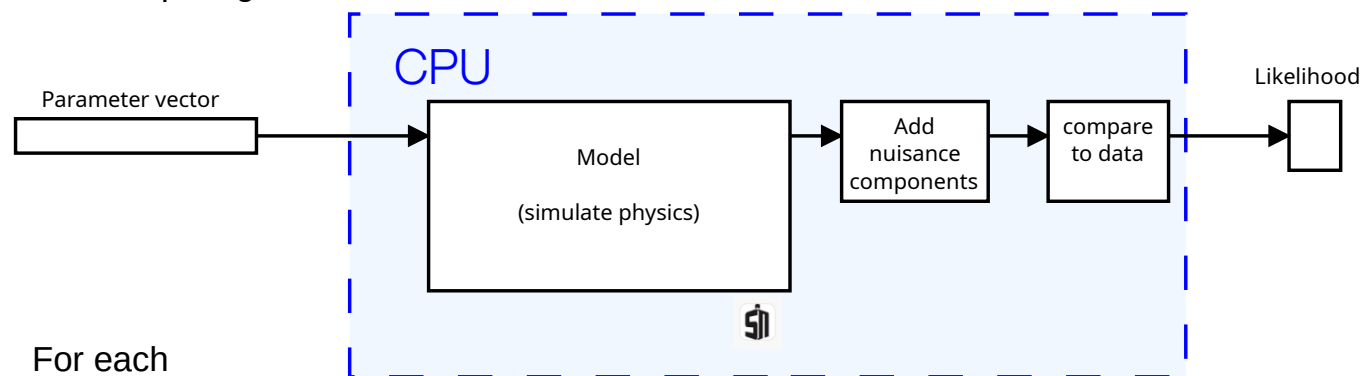 CPU
Parameter vector
Likelihood
Model
(simulate physics)
Add
nuisance
components
compare
to data
For each